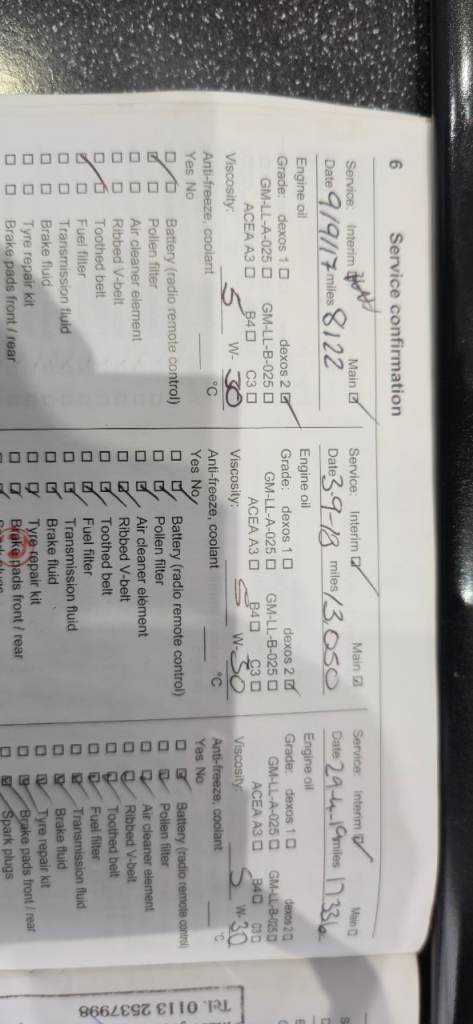 6 Service confirmation
Service: Interim Main ☑
Date 9/9/17 miles 8122
Engine oil
Grade: dexos 1 ☐ dexos 2 ☑
GM-LL-A-025 ☐ GM-LL-B-025 ☐
ACEA A3 ☐ B4 ☐ C3 ☐
Viscosity: 5 W- 30
Anti-freeze, coolant °C
Yes No
Battery (radio remote control)
Pollen filter
Air cleaner element
Ribbed V-belt
Toothed belt
Fuel filter
Transmission fluid
Brake fluid
Tyre repair kit
Brake pads front / rear
Service: Interim ☑ Main ☑
Date 3-9-18 miles 13,050
Engine oil
Grade: dexos 1 ☐ dexos 2 ☑
GM-LL-A-025 ☐ GM-LL-B-025 ☐
ACEA A3 ☐ B4 ☐ C3 ☐
Viscosity: 5 W- 30
Anti-freeze, coolant °C
Yes No
Battery (radio remote control)
Pollen filter
Air cleaner element
Ribbed V-belt
Toothed belt
Fuel filter
Transmission fluid
Brake fluid
Tyre repair kit
Brake pads front / rear
Service: Interim ☑ Main ☐
Date 29-4-19 miles 17336
Engine oil
Grade: dexos 1 ☐ dexos 2 ☐
GM-LL-A-025 ☐ GM-LL-B-025 ☐
ACEA A3 ☐ B4 ☐ C3 ☐
Viscosity: 5 W- 30
Anti-freeze, coolant °C
Yes No
Battery (radio remote control)
Pollen filter
Air cleaner element
Ribbed V-belt
Toothed belt
Fuel filter
Transmission fluid
Brake fluid
Tyre repair kit
Brake pads front / rear
Spark plugs
Tel. 0113 2537998